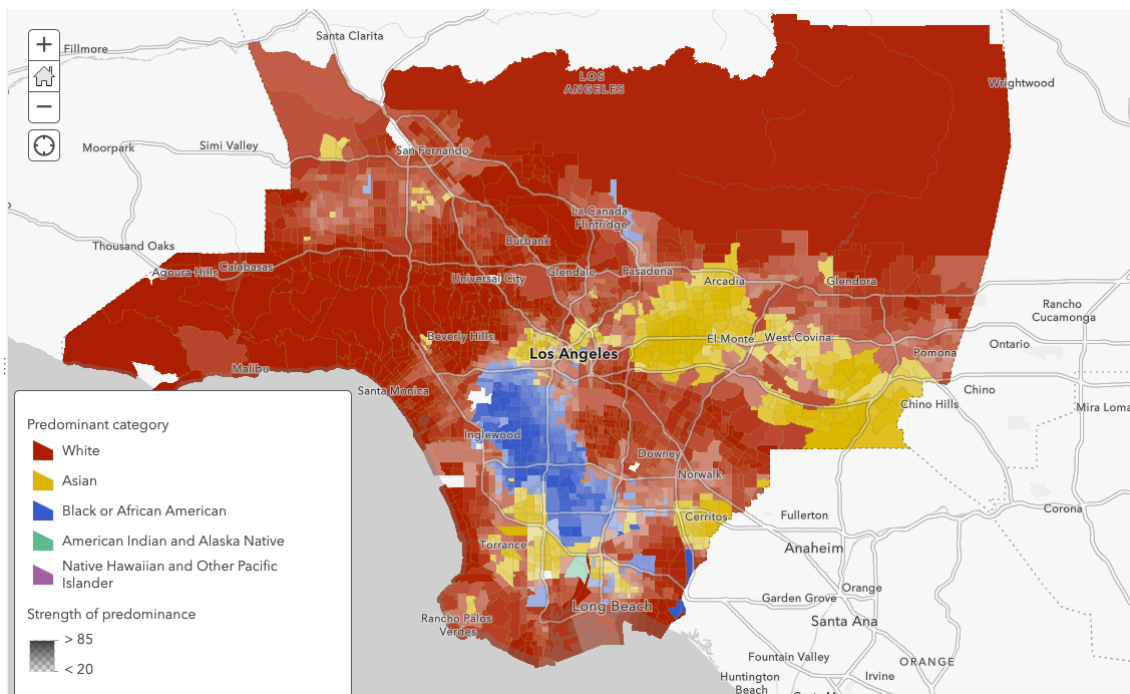 Santa Clarita
Fillmore
LOS
ANGELES
Wrightwood
Moorpark
Simi Valley
San Fernando
La Canada
Flintridge
Thousand Oaks
Burbank
Agoura Hills
Calabasas
Universal City
Glendale
Pasadena
Arcadia
Glendora
Rancho
Cucamonga
Beverly Hills
El Monte
West Covina
Ontario
Los Angeles
Pomona
Malibu
Santa Monica
Chino Hills
Chino
Mira Loma
Inglewood
Downey
Norwalk
Corona
Cerritos
Fullerton
Torrance
Anaheim
Orange
Long Beach
Garden Grove
Rancho Palos
Verdes
Santa Ana
Fountain Valley
ORANGE
Huntington
Beach
Irvine
Predominant category
White
Asian
Black or African American
American Indian and Alaska Native
Native Hawaiian and Other Pacific
Islander
Strength of predominance
> 85
< 20